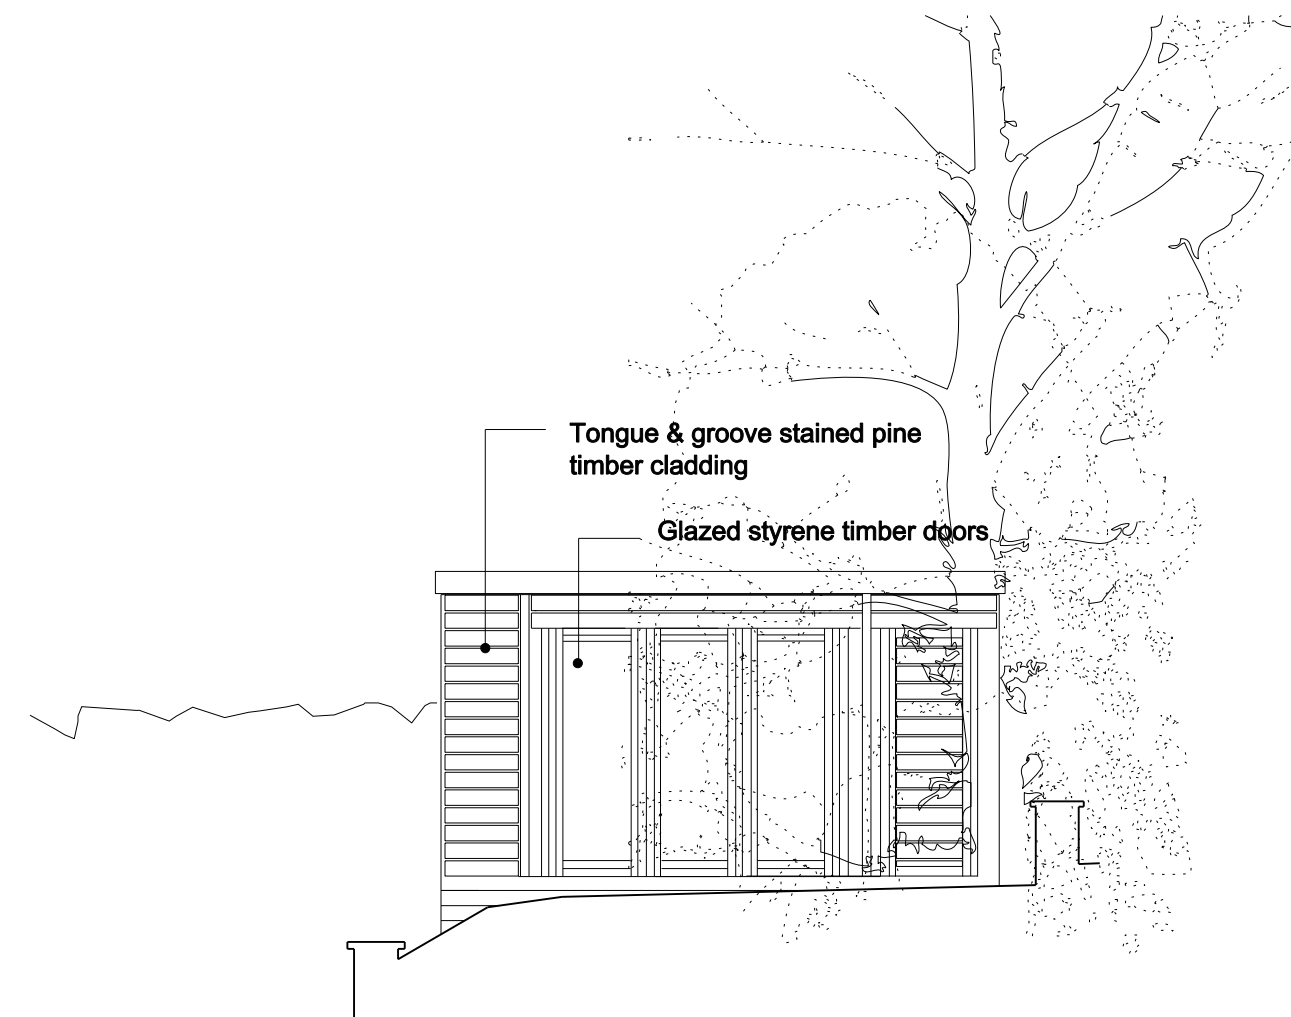 Tongue & groove stained pine
timber cladding
Glazed styrene timber doors